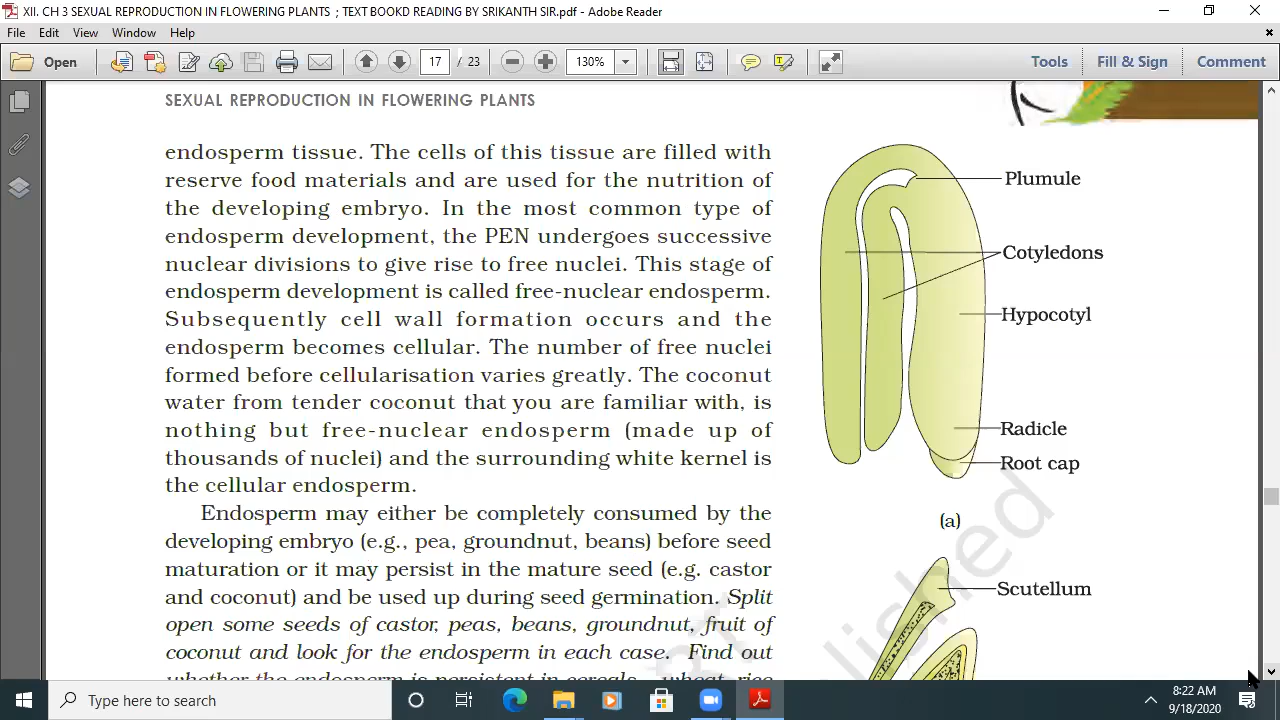 XII. CH 3 SEXUAL REPRODUCTION IN FLOWERING PLANTS ; TEXT BOOKD READING BY SRIKANTH SIR.pdf - Adobe Reader
File Edit View Window Help
Open 17 / 23 130% Tools Fill & Sign Comment
SEXUAL REPRODUCTION IN FLOWERING PLANTS
endosperm tissue. The cells of this tissue are filled with
reserve food materials and are used for the nutrition of
the developing embryo. In the most common type of
endosperm development, the PEN undergoes successive
nuclear divisions to give rise to free nuclei. This stage of
endosperm development is called free-nuclear endosperm.
Subsequently cell wall formation occurs and the
endosperm becomes cellular. The number of free nuclei
formed before cellularisation varies greatly. The coconut
water from tender coconut that you are familiar with, is
nothing but free-nuclear endosperm (made up of
thousands of nuclei) and the surrounding white kernel is
the cellular endosperm.
Endosperm may either be completely consumed by the
developing embryo (e.g., pea, groundnut, beans) before seed
maturation or it may persist in the mature seed (e.g. castor
and coconut) and be used up during seed germination. Split
open some seeds of castor, peas, beans, groundnut, fruit of
coconut and look for the endosperm in each case. Find out
whether the endosperm is persistent in cereals – wheat, rice
Plumule
Cotyledons
Hypocotyl
Radicle
Root cap
(a)
Scutellum
lished
Type here to search
8:22 AM
9/18/2020